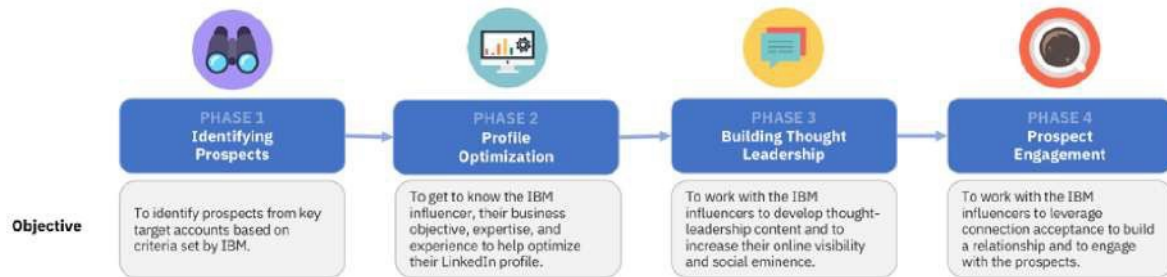 PHASE 1
Identifying
Prospects
PHASE 2
Profile
Optimization
PHASE 3
Building Thought
Leadership
PHASE 4
Prospect
Engagement
Objective
To identify prospects from key
target accounts based on
criteria set by IBM.
To get to know the IBM
influencer, their business
objective, expertise, and
experience to help optimize
their LinkedIn profile.
To work with the IBM
influencers to develop thought-
leadership content and to
increase their online visibility
and social eminence.
To work with the IBM
influencers to leverage
connection acceptance to build
a relationship and to engage
with the prospects.